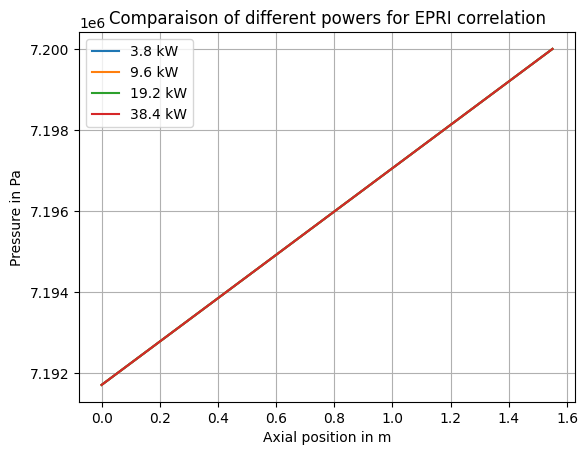 Comparaison of different powers for EPRI correlation
1e6
3.8 kW
9.6 kW
19.2 kW
38.4 kW
7.200
7.198
7.196
7.194
7.192
Pressure in Pa
0.0 0.2 0.4 0.6 0.8 1.0 1.2 1.4 1.6
Axial position in m